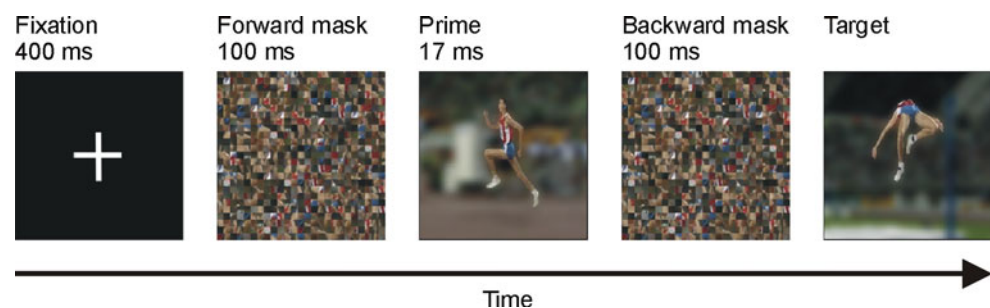 Fixation
400 ms
Forward mask
100 ms
Prime
17 ms
Backward mask
100 ms
Target
Time